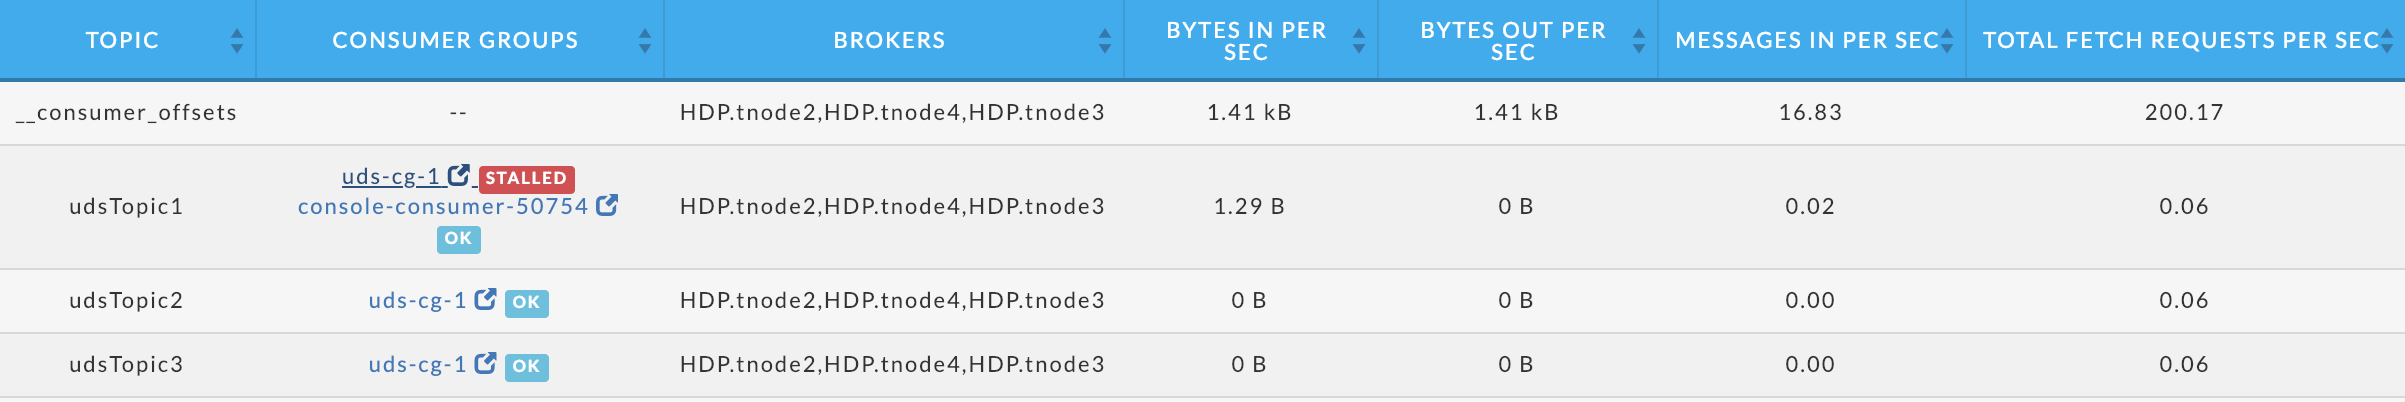 TOPIC CONSUMER GROUPS BROKERS BYTES IN PER SEC BYTES OUT PER SEC MESSAGES IN PER SEC TOTAL FETCH REQUESTS PER SEC
__consumer_offsets -- HDP.tnode2,HDP.tnode4,HDP.tnode3 1.41 kB 1.41 kB 16.83 200.17
uds-cg-1 STALLED
udsTopic1 console-consumer-50754 HDP.tnode2,HDP.tnode4,HDP.tnode3 1.29 B 0 B 0.02 0.06
OK
udsTopic2 uds-cg-1 OK HDP.tnode2,HDP.tnode4,HDP.tnode3 0 B 0 B 0.00 0.06
udsTopic3 uds-cg-1 OK HDP.tnode2,HDP.tnode4,HDP.tnode3 0 B 0 B 0.00 0.06